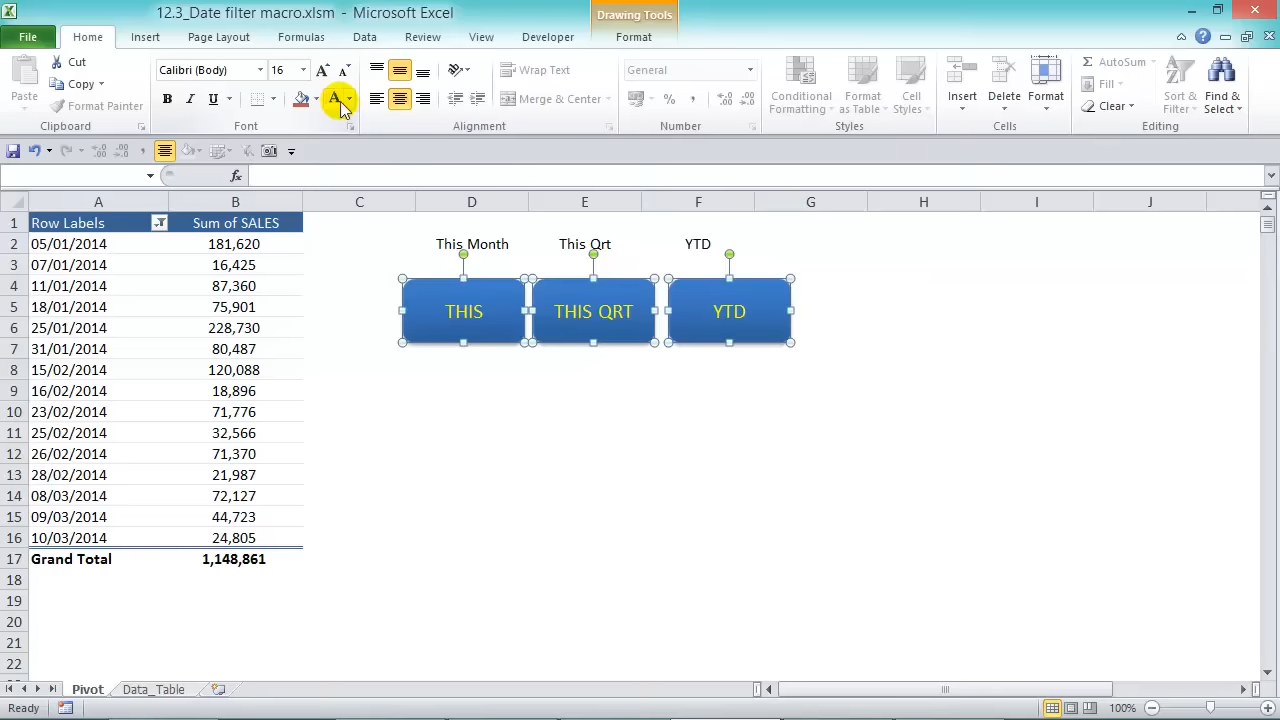 12.3_Date filter macro.xlsm - Microsoft Excel
Drawing Tools
File Home Insert Page Layout Formulas Data Review View Developer Format
Paste
Cut
Copy
Format Painter
Clipboard
Calibri (Body) 16
B I U A
Font
Wrap Text
Merge & Center
Alignment
General
% ,
Number
Conditional Formatting
Format as Table
Cell Styles
Styles
Insert Delete Format
Cells
AutoSum
Fill
Clear
Sort & Filter
Find & Select
Editing
fx
A B C D E F G H I J
1 Row Labels Sum of SALES
2 05/01/2014 181,620 This Month This Qrt YTD
3 07/01/2014 16,425
4 11/01/2014 87,360
5 18/01/2014 75,901 THIS THIS QRT YTD
6 25/01/2014 228,730
7 31/01/2014 80,487
8 15/02/2014 120,088
9 16/02/2014 18,896
10 23/02/2014 71,776
11 25/02/2014 32,566
12 26/02/2014 71,370
13 28/02/2014 21,987
14 08/03/2014 72,127
15 09/03/2014 44,723
16 10/03/2014 24,805
17 Grand Total 1,148,861
18
19
20
21
22
Pivot Data_Table
Ready 100%